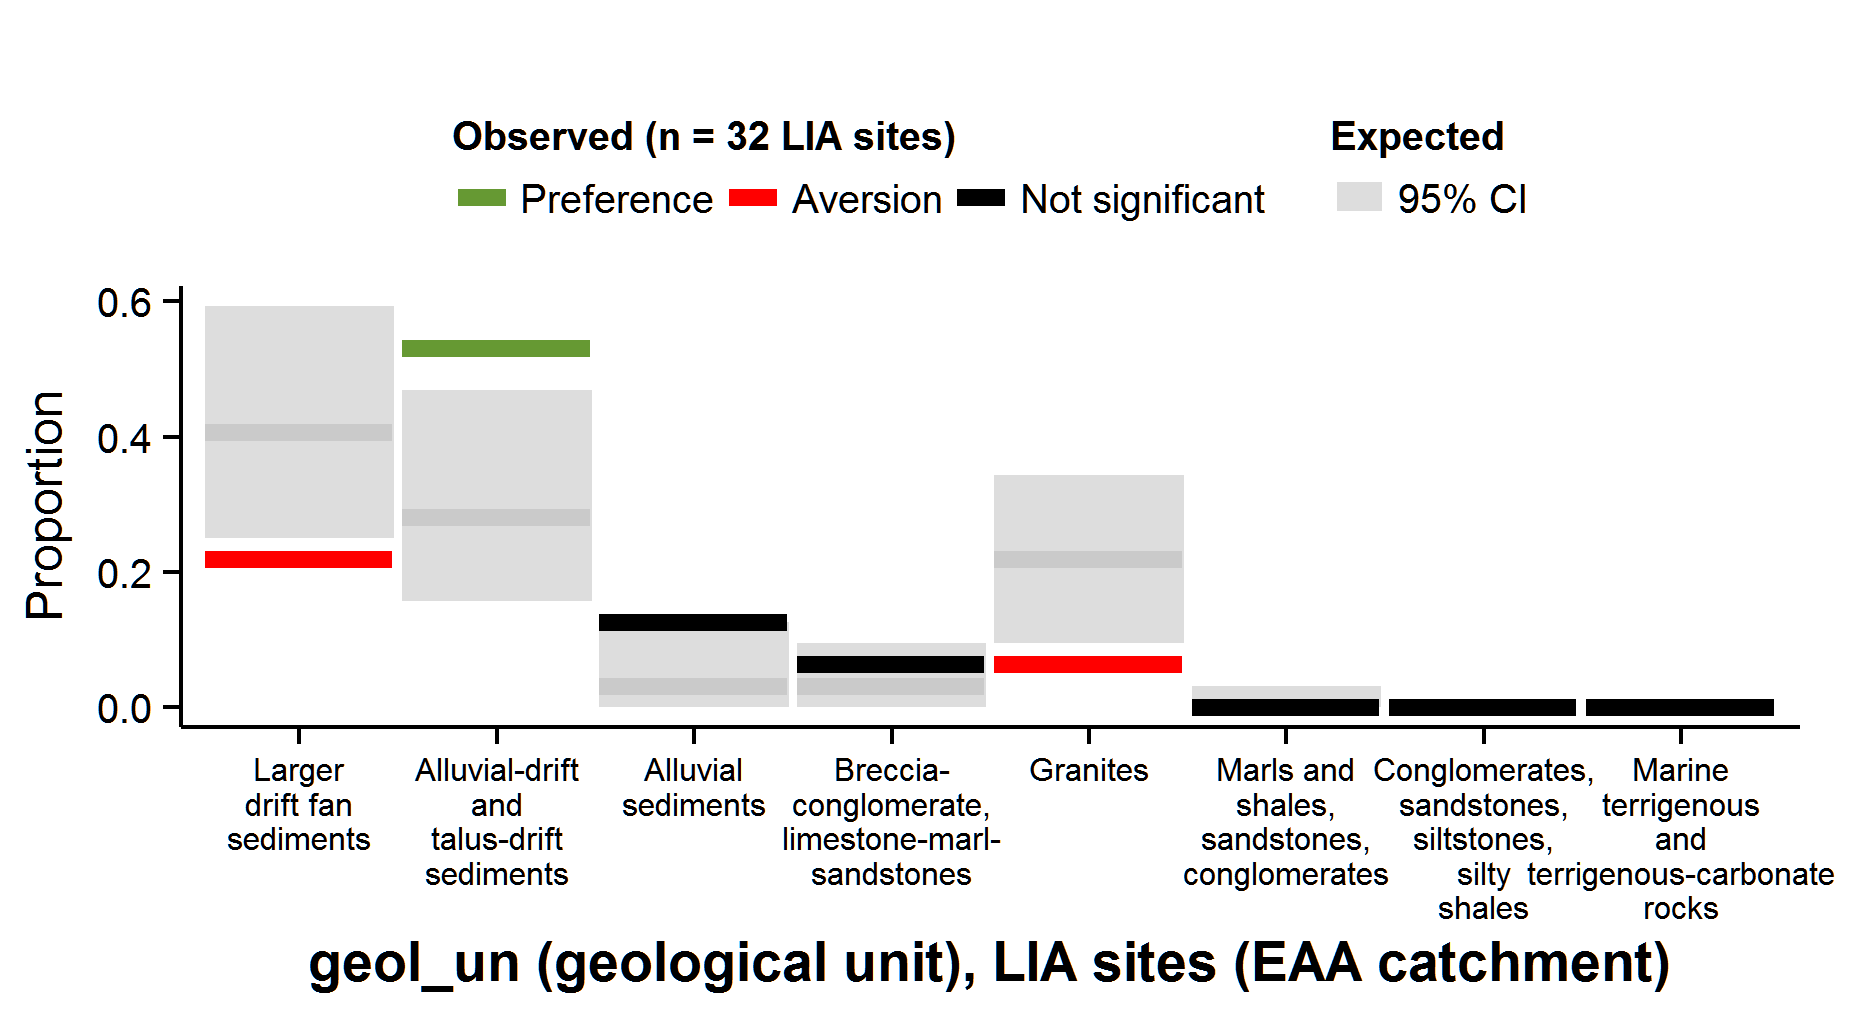 Observed (n = 32 LIA sites) Expected
Preference Aversion Not significant 95% CI
Proportion
0.6
0.4
0.2
0.0
Larger
drift fan
sediments
Alluvial-drift
and
talus-drift
sediments
Alluvial
sediments
Breccia-
conglomerate,
limestone-marl-
sandstones
Granites
Marls and
shales,
sandstones,
conglomerates
Conglomerates,
sandstones,
siltstones,
silty
shales
Marine
terrigenous
and
terrigenous-carbonate
rocks
geol_un (geological unit), LIA sites (EAA catchment)